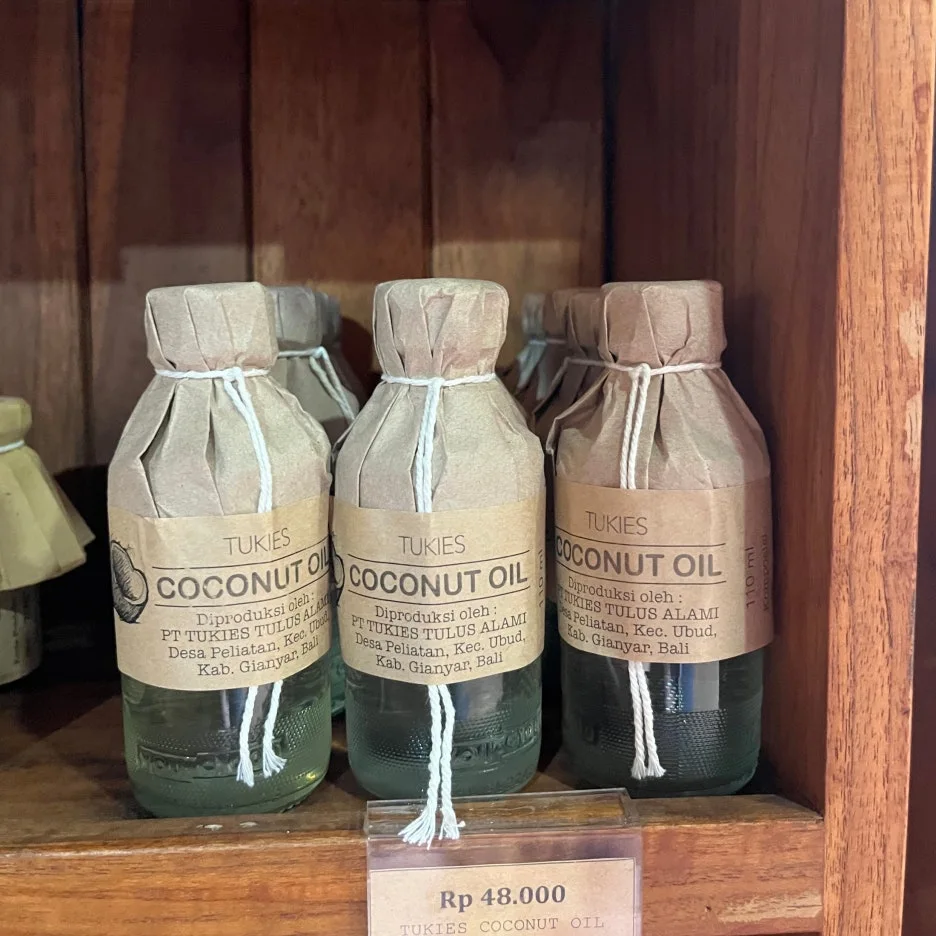 TUKIES
COCONUT OIL
Diproduksi oleh :
PT TUKIES TULUS ALAMI
Desa Peliatan, Kec. Ubud,
Kab. Gianyar, Bali
TUKIES
COCONUT OIL
Diproduksi oleh :
PT TUKIES TULUS ALAMI
Desa Peliatan, Kec. Ubud,
Kab. Gianyar, Bali
110 ml
TUKIES
COCONUT OIL
Diproduksi oleh :
TUKIES TULUS ALAMI
Desa Peliatan, Kec. Ubud,
Kab. Gianyar, Bali
110 ml
Rp 48.000
TUKIES COCONUT OIL